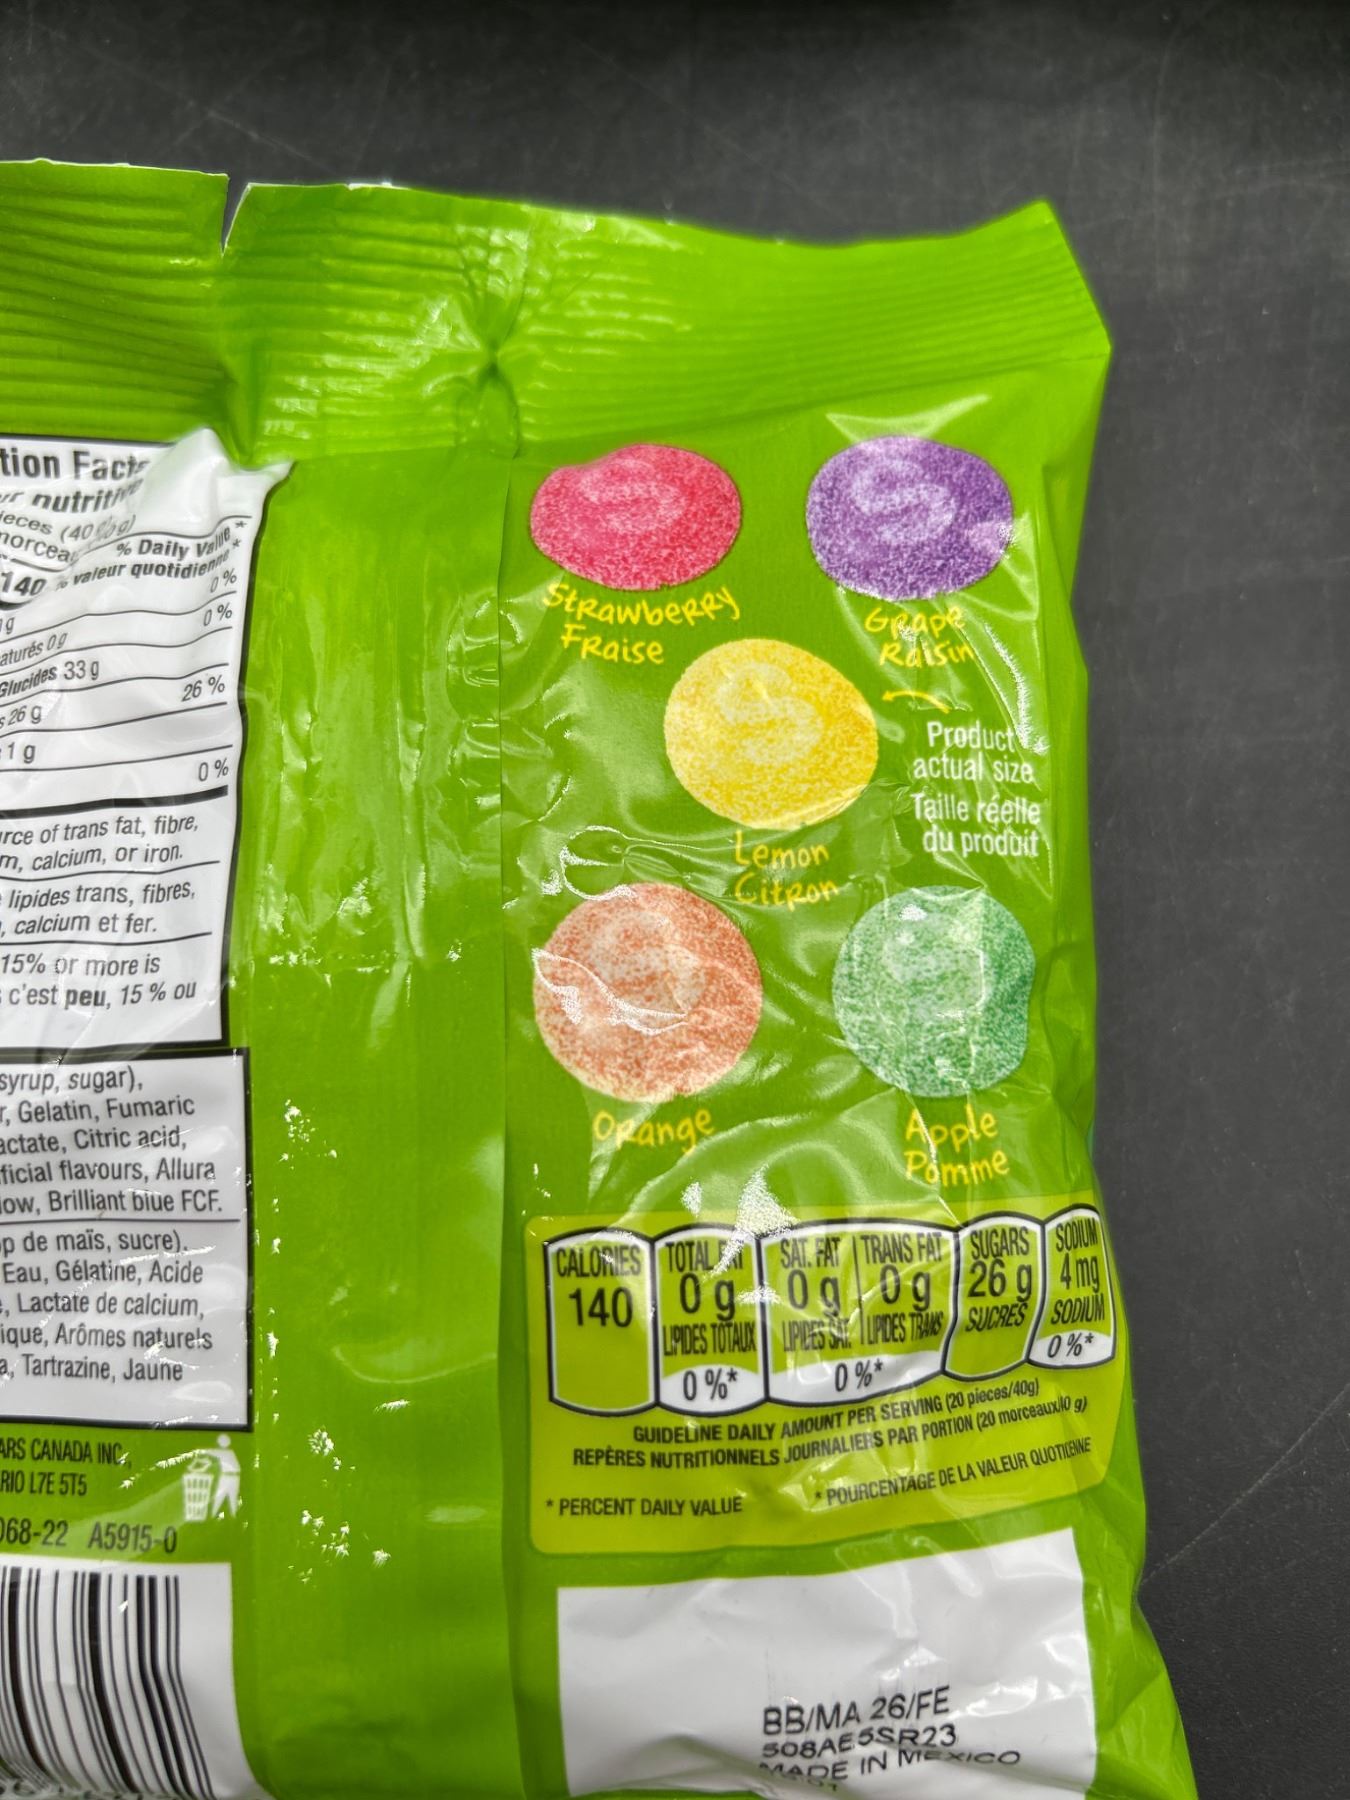 tion Facts
nutritive
ieces (40 g)
morceau
% Daily Value*
140
% valeur quotidienne*
0 %
g
0 %
aturés 0 g
Glucides 33 g
26 %
s 26 g
1 g
0 %
rce of trans fat, fibre,
m, calcium, or iron.
lipides trans, fibres,
, calcium et fer.
15% or more is
c'est peu, 15 % ou
syrup, sugar),
r, Gelatin, Fumaric
actate, Citric acid,
ficial flavours, Allura
low, Brilliant blue FCF.
p de maïs, sucre),
Eau, Gélatine, Acide
e, Lactate de calcium,
ique, Arômes naturels
a, Tartrazine, Jaune
ARS CANADA INC.,
RIO L7E 5T5
068-22 A5915-0
Strawberry
Fraise
Grape
Raisin
Product
actual size
Taille réelle
du produit
Lemon
Citron
Orange
Apple
Pomme
CALORIES
140
TOTAL FAT
0 g
LIPIDES TOTAUX
0 %*
SAT. FAT
0 g
LIPIDES SAT.
TRANS FAT
0 g
LIPIDES TRANS
0 %*
SUGARS
26 g
SUCRES
SODIUM
4 mg
SODIUM
0 %*
GUIDELINE DAILY AMOUNT PER SERVING (20 pieces/40g)
REPÈRES NUTRITIONNELS JOURNALIERS PAR PORTION (20 morceaux/40 g)
* PERCENT DAILY VALUE
* POURCENTAGE DE LA VALEUR QUOTIDIENNE
BB/MA 26/FE
508AE5SR23
MADE IN MEXICO